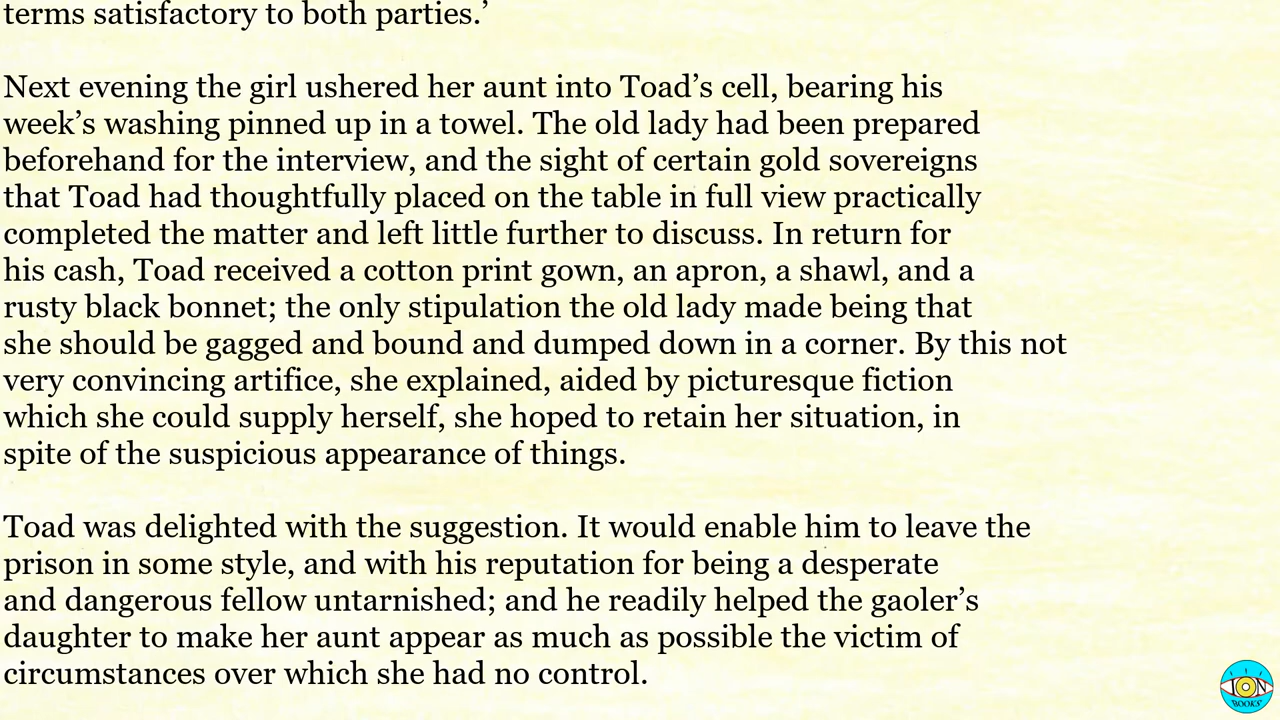 terms satisfactory to both parties.’
Next evening the girl ushered her aunt into Toad’s cell, bearing his
week’s washing pinned up in a towel. The old lady had been prepared
beforehand for the interview, and the sight of certain gold sovereigns
that Toad had thoughtfully placed on the table in full view practically
completed the matter and left little further to discuss. In return for
his cash, Toad received a cotton print gown, an apron, a shawl, and a
rusty black bonnet; the only stipulation the old lady made being that
she should be gagged and bound and dumped down in a corner. By this not
very convincing artifice, she explained, aided by picturesque fiction
which she could supply herself, she hoped to retain her situation, in
spite of the suspicious appearance of things.
Toad was delighted with the suggestion. It would enable him to leave the
prison in some style, and with his reputation for being a desperate
and dangerous fellow untarnished; and he readily helped the gaoler’s
daughter to make her aunt appear as much as possible the victim of
circumstances over which she had no control.
ION
BOOKS